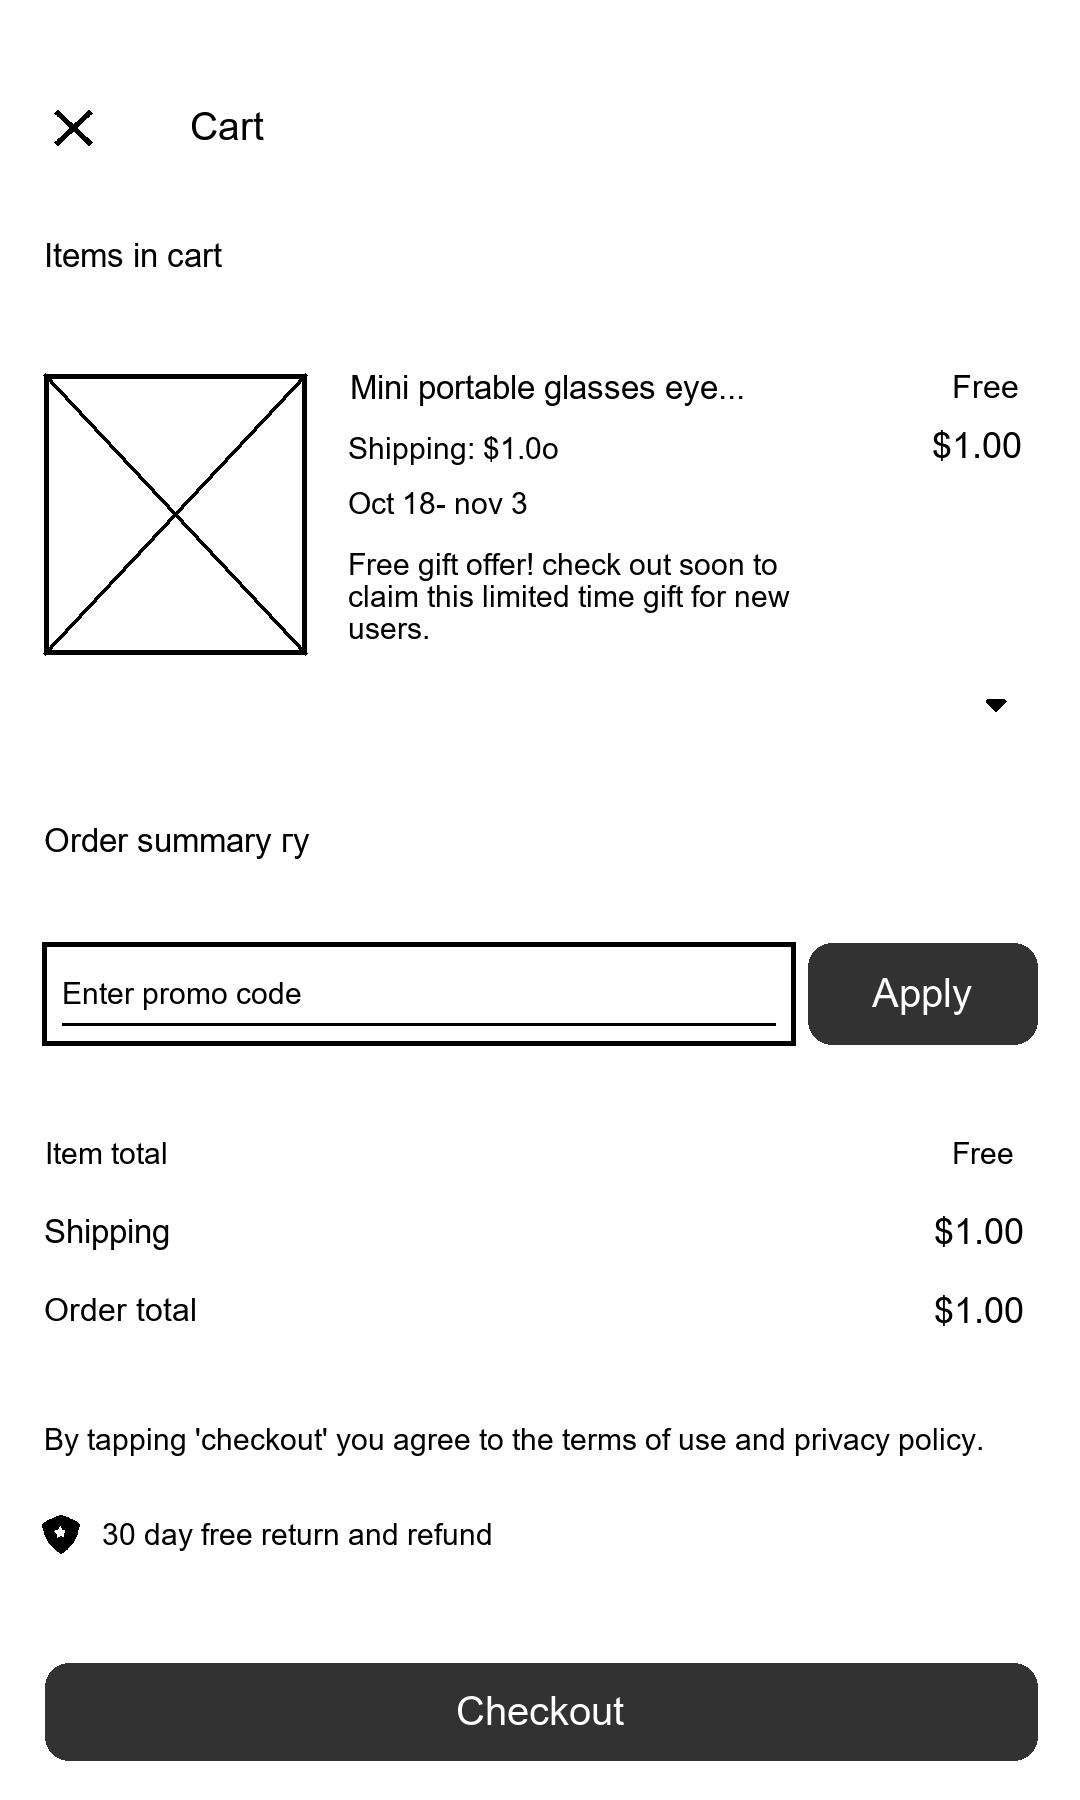 Cart
Items in cart
Mini portable glasses eye...
Free
Shipping: $1.0o
$1.00
Oct 18- nov 3
Free gift offer! check out soon to
claim this limited time gift for new
users.
Order summary ry
Enter promo code
Apply
Item total
Free
Shipping
$1.00
Order total
$1.00
By tapping 'checkout' you agree to the terms of use and privacy policy.
30 day free return and refund
Checkout